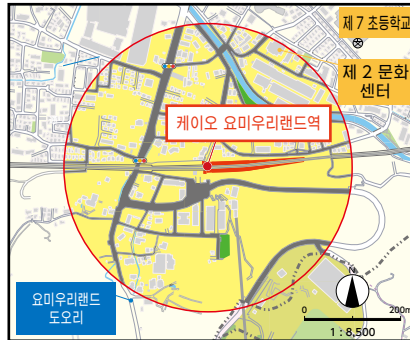 제 7 초등학교
제 2 문화
센터
케이오 요미우리랜드역
요미우리랜드
도오리
N
0 200m
1 : 8,500